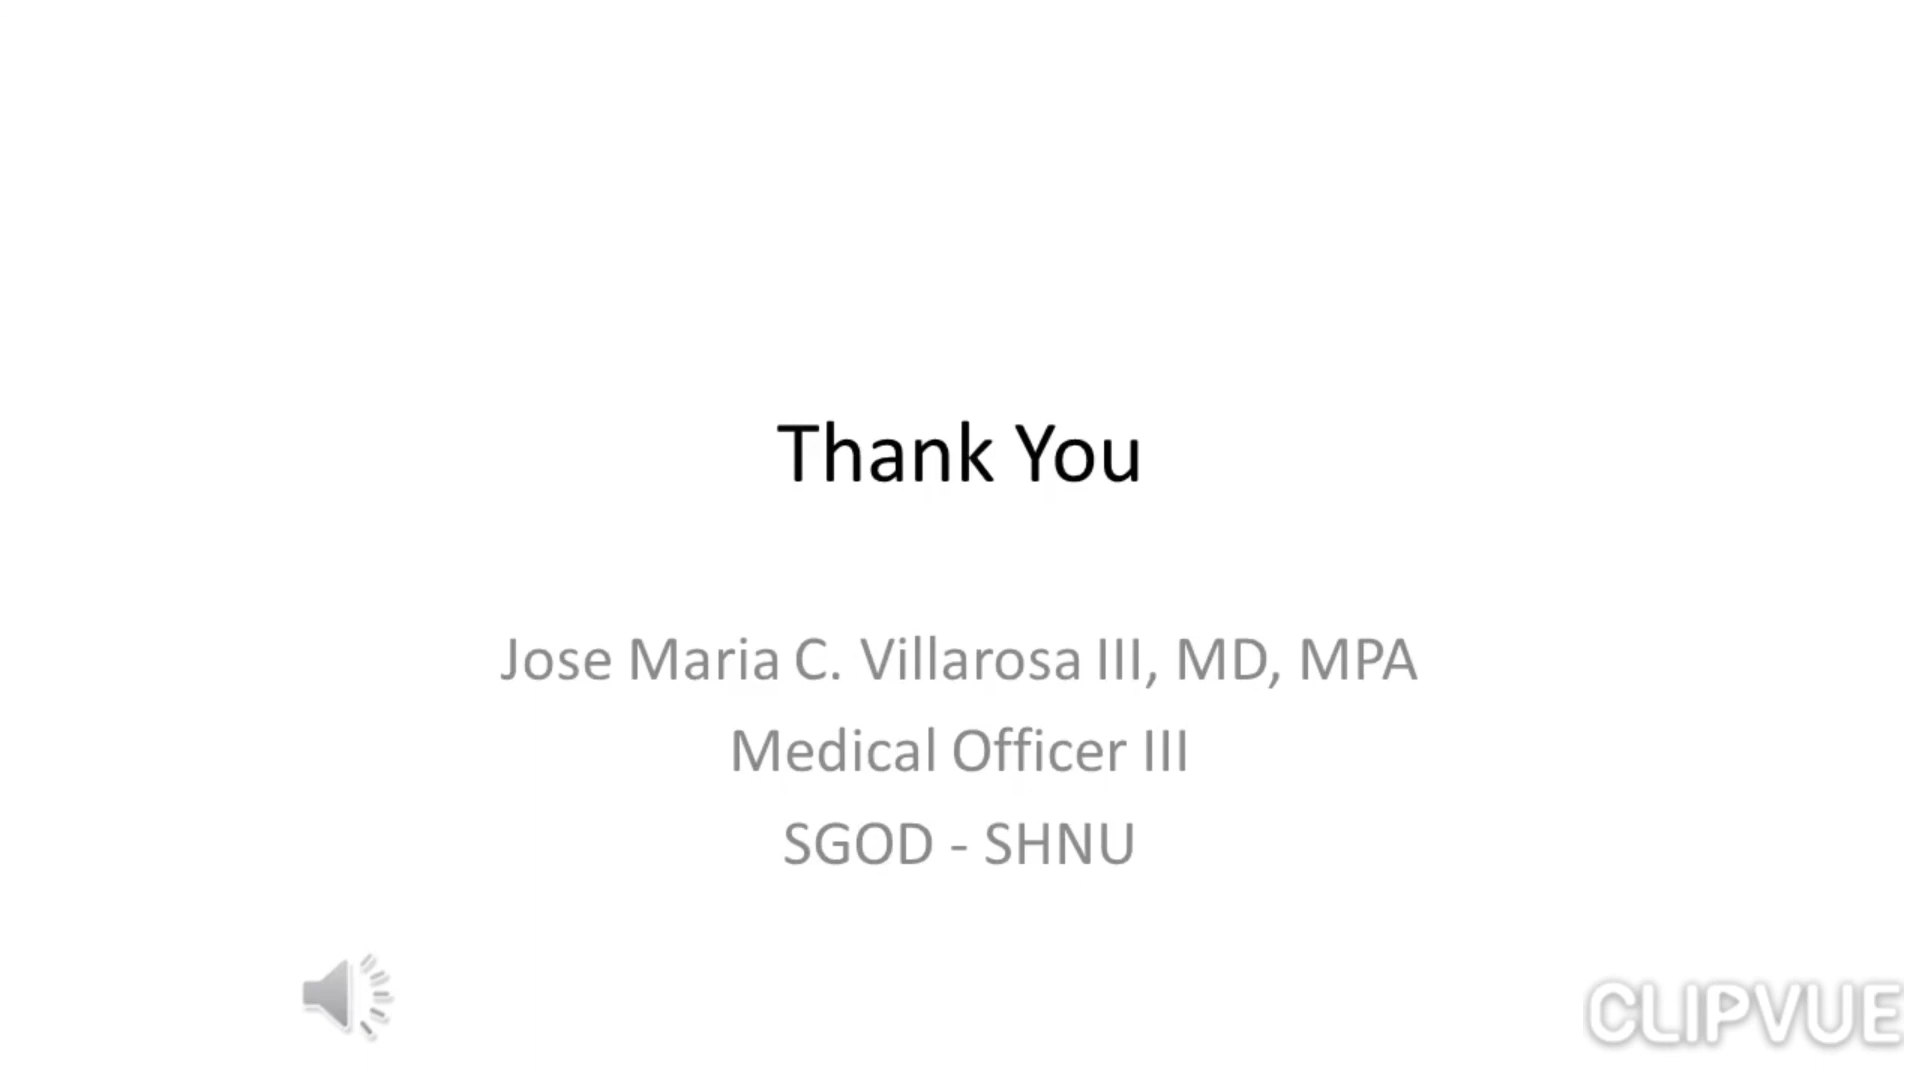 Thank You
Jose Maria C. Villarosa III, MD, MPA
Medical Officer III
SGOD - SHNU
CLIPVUE